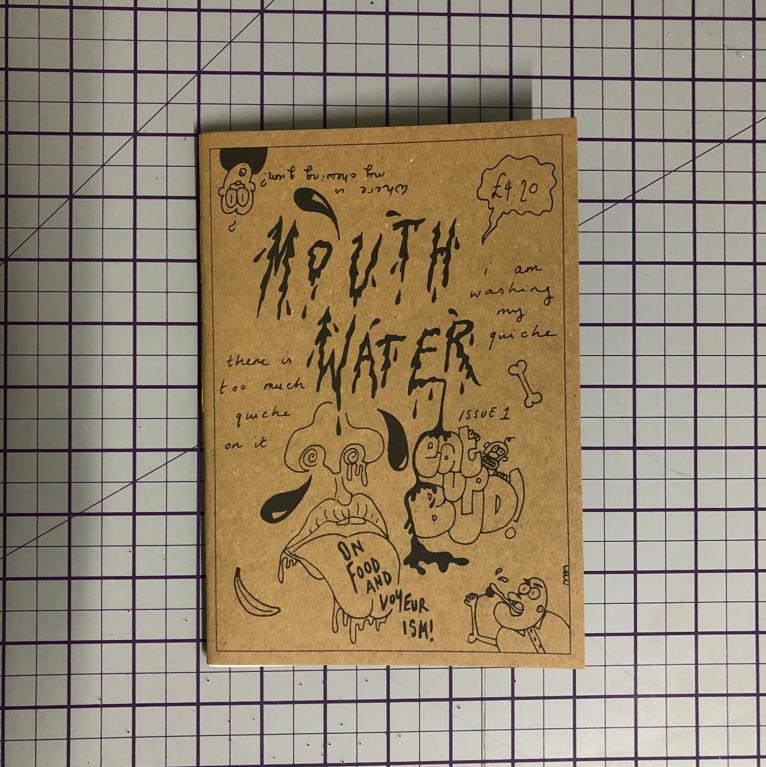 where is
my chewing gum?
?
£4.20
MOUTH
WATER
i am
washing
my
quiche
there is
too much
quiche
on it
ISSUE 1
eat
up
BUD!
ON
FOOD
AND
VOYEUR
ISM!